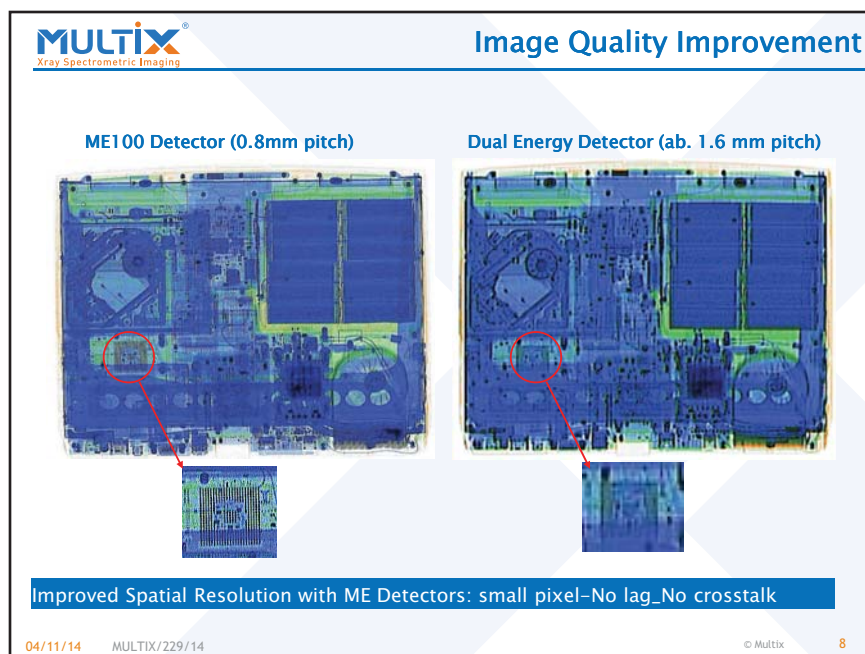 MULTIX®
Xray Spectrometric Imaging
Image Quality Improvement
ME100 Detector (0.8mm pitch)
Dual Energy Detector (ab. 1.6 mm pitch)
Improved Spatial Resolution with ME Detectors: small pixel-No lag_No crosstalk
04/11/14 MULTIX/229/14 © Multix 8